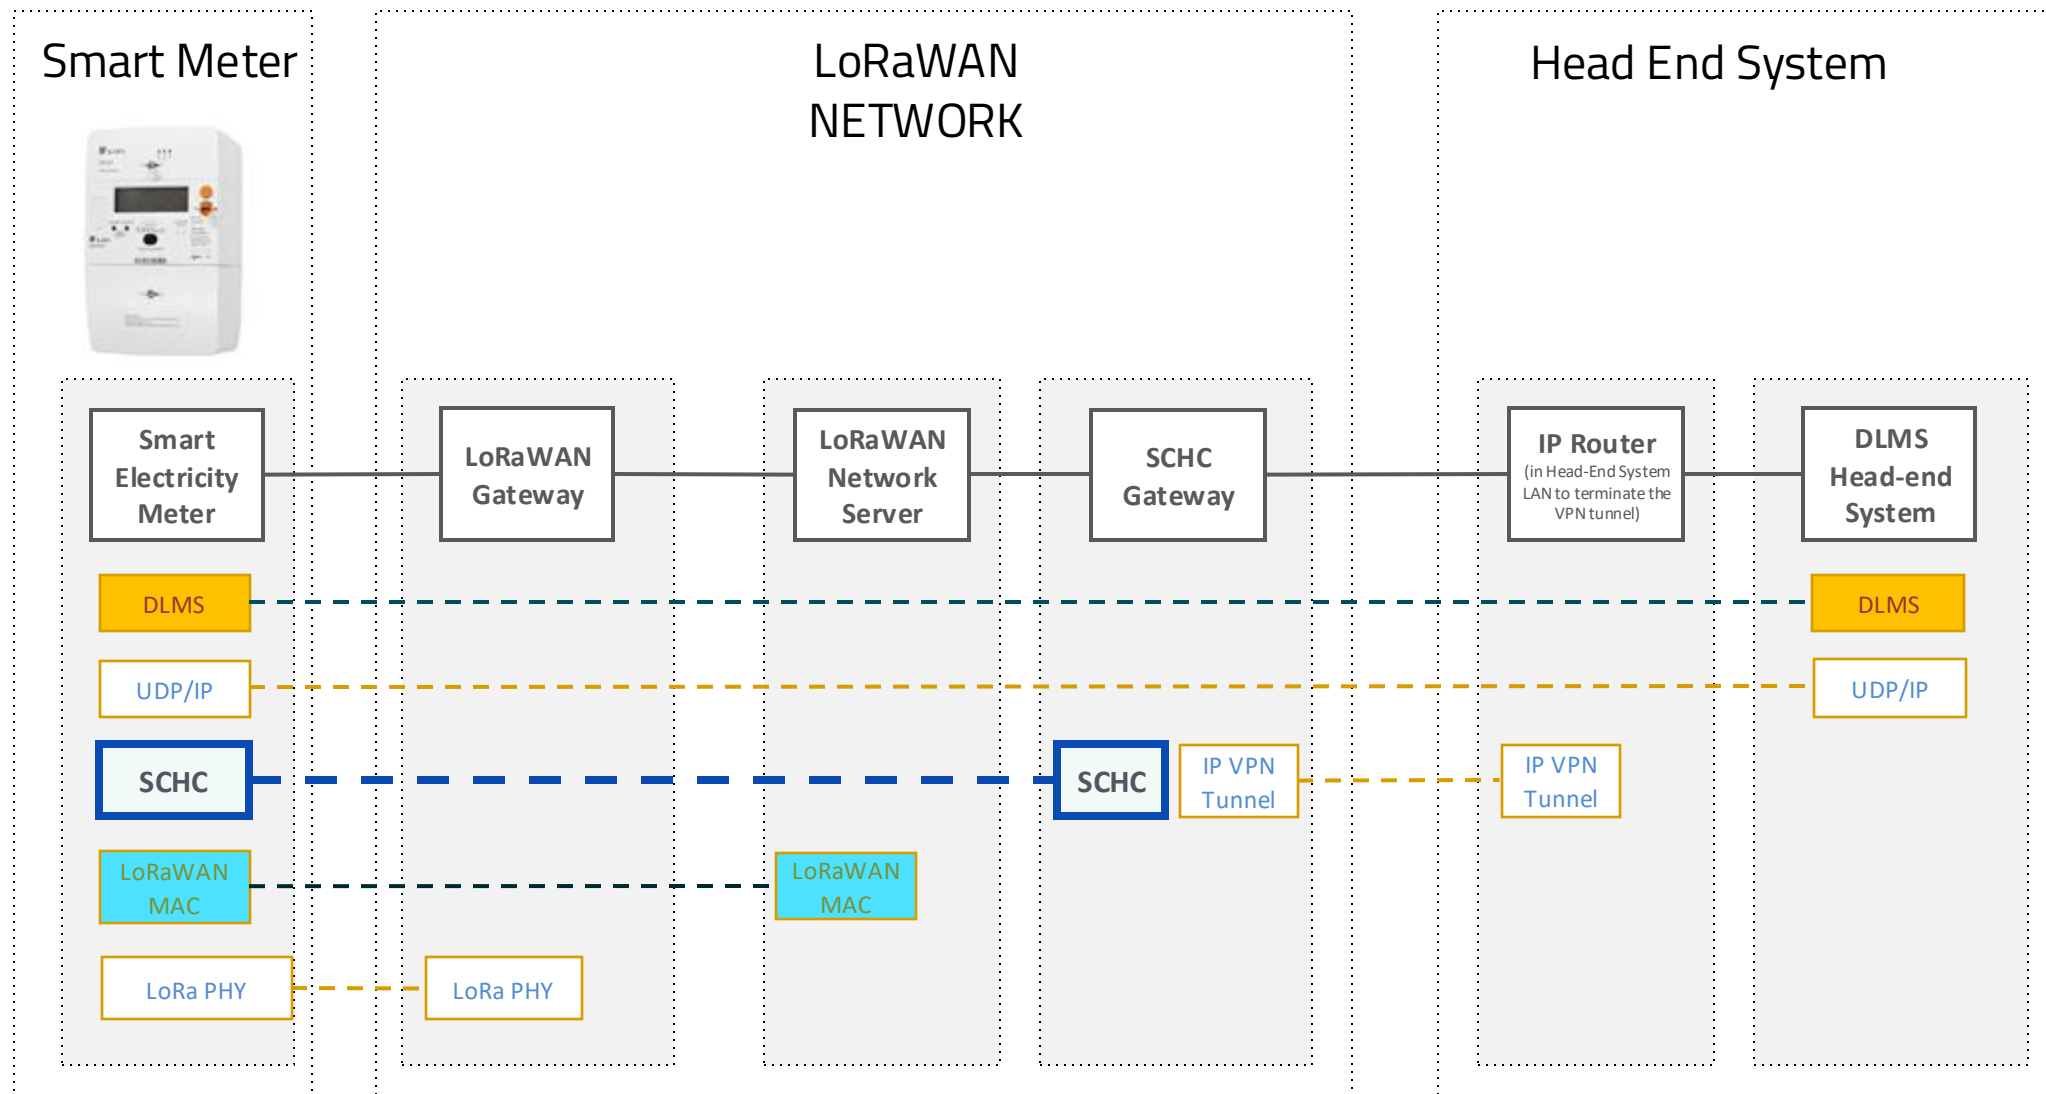 Smart Meter
LoRaWAN
NETWORK
Head End System
Smart
Electricity
Meter
LoRaWAN
Gateway
LoRaWAN
Network
Server
SCHC
Gateway
IP Router
(in Head-End System
LAN to terminate the
VPN tunnel)
DLMS
Head-end
System
DLMS
DLMS
UDP/IP
UDP/IP
SCHC
SCHC
IP VPN
Tunnel
IP VPN
Tunnel
LoRaWAN
MAC
LoRaWAN
MAC
LoRa PHY
LoRa PHY